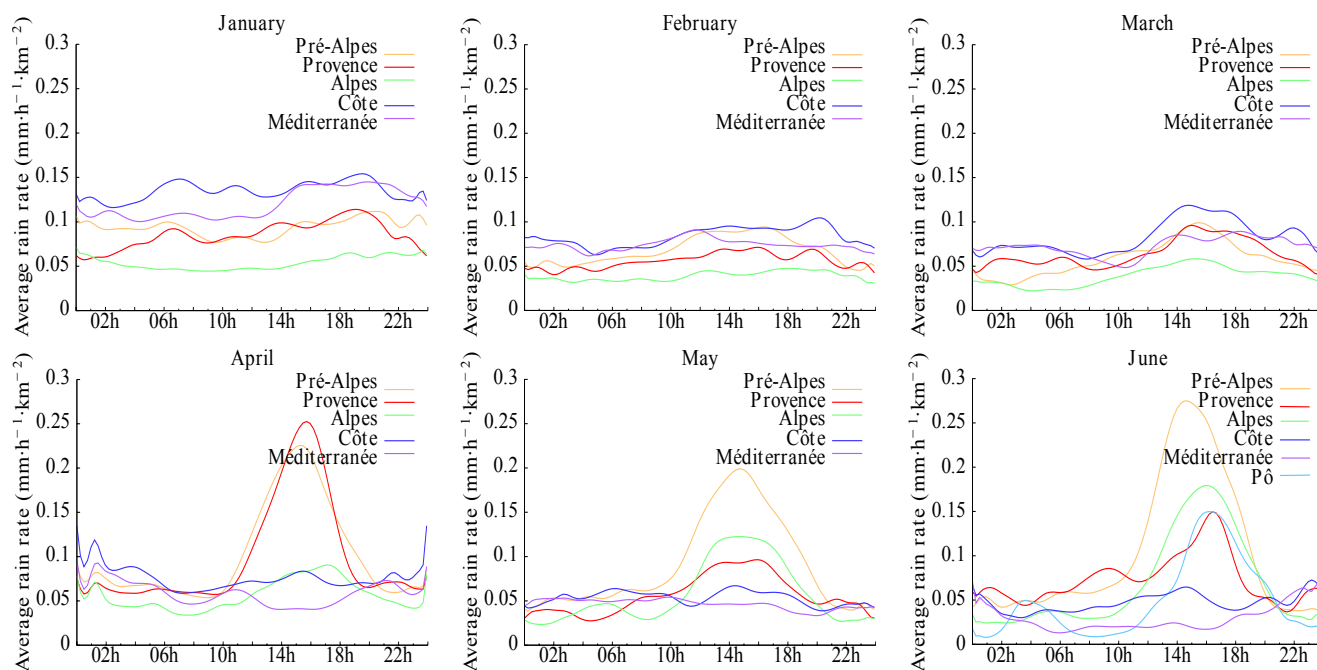 January
Average rain rate (mm·h⁻¹·km⁻²)
0.3
0.25
0.2
0.15
0.1
0.05
0
Pré-Alpes
Provence
Alpes
Côte
Méditerranée
02h 06h 10h 14h 18h 22h
February
Average rain rate (mm·h⁻¹·km⁻²)
0.3
0.25
0.2
0.15
0.1
0.05
0
Pré-Alpes
Provence
Alpes
Côte
Méditerranée
02h 06h 10h 14h 18h 22h
March
Average rain rate (mm·h⁻¹·km⁻²)
0.3
0.25
0.2
0.15
0.1
0.05
0
Pré-Alpes
Provence
Alpes
Côte
Méditerranée
02h 06h 10h 14h 18h 22h
April
Average rain rate (mm·h⁻¹·km⁻²)
0.3
0.25
0.2
0.15
0.1
0.05
0
Pré-Alpes
Provence
Alpes
Côte
Méditerranée
02h 06h 10h 14h 18h 22h
May
Average rain rate (mm·h⁻¹·km⁻²)
0.3
0.25
0.2
0.15
0.1
0.05
0
Pré-Alpes
Provence
Alpes
Côte
Méditerranée
02h 06h 10h 14h 18h 22h
June
Average rain rate (mm·h⁻¹·km⁻²)
0.3
0.25
0.2
0.15
0.1
0.05
0
Pré-Alpes
Provence
Alpes
Côte
Méditerranée
Pô
02h 06h 10h 14h 18h 22h